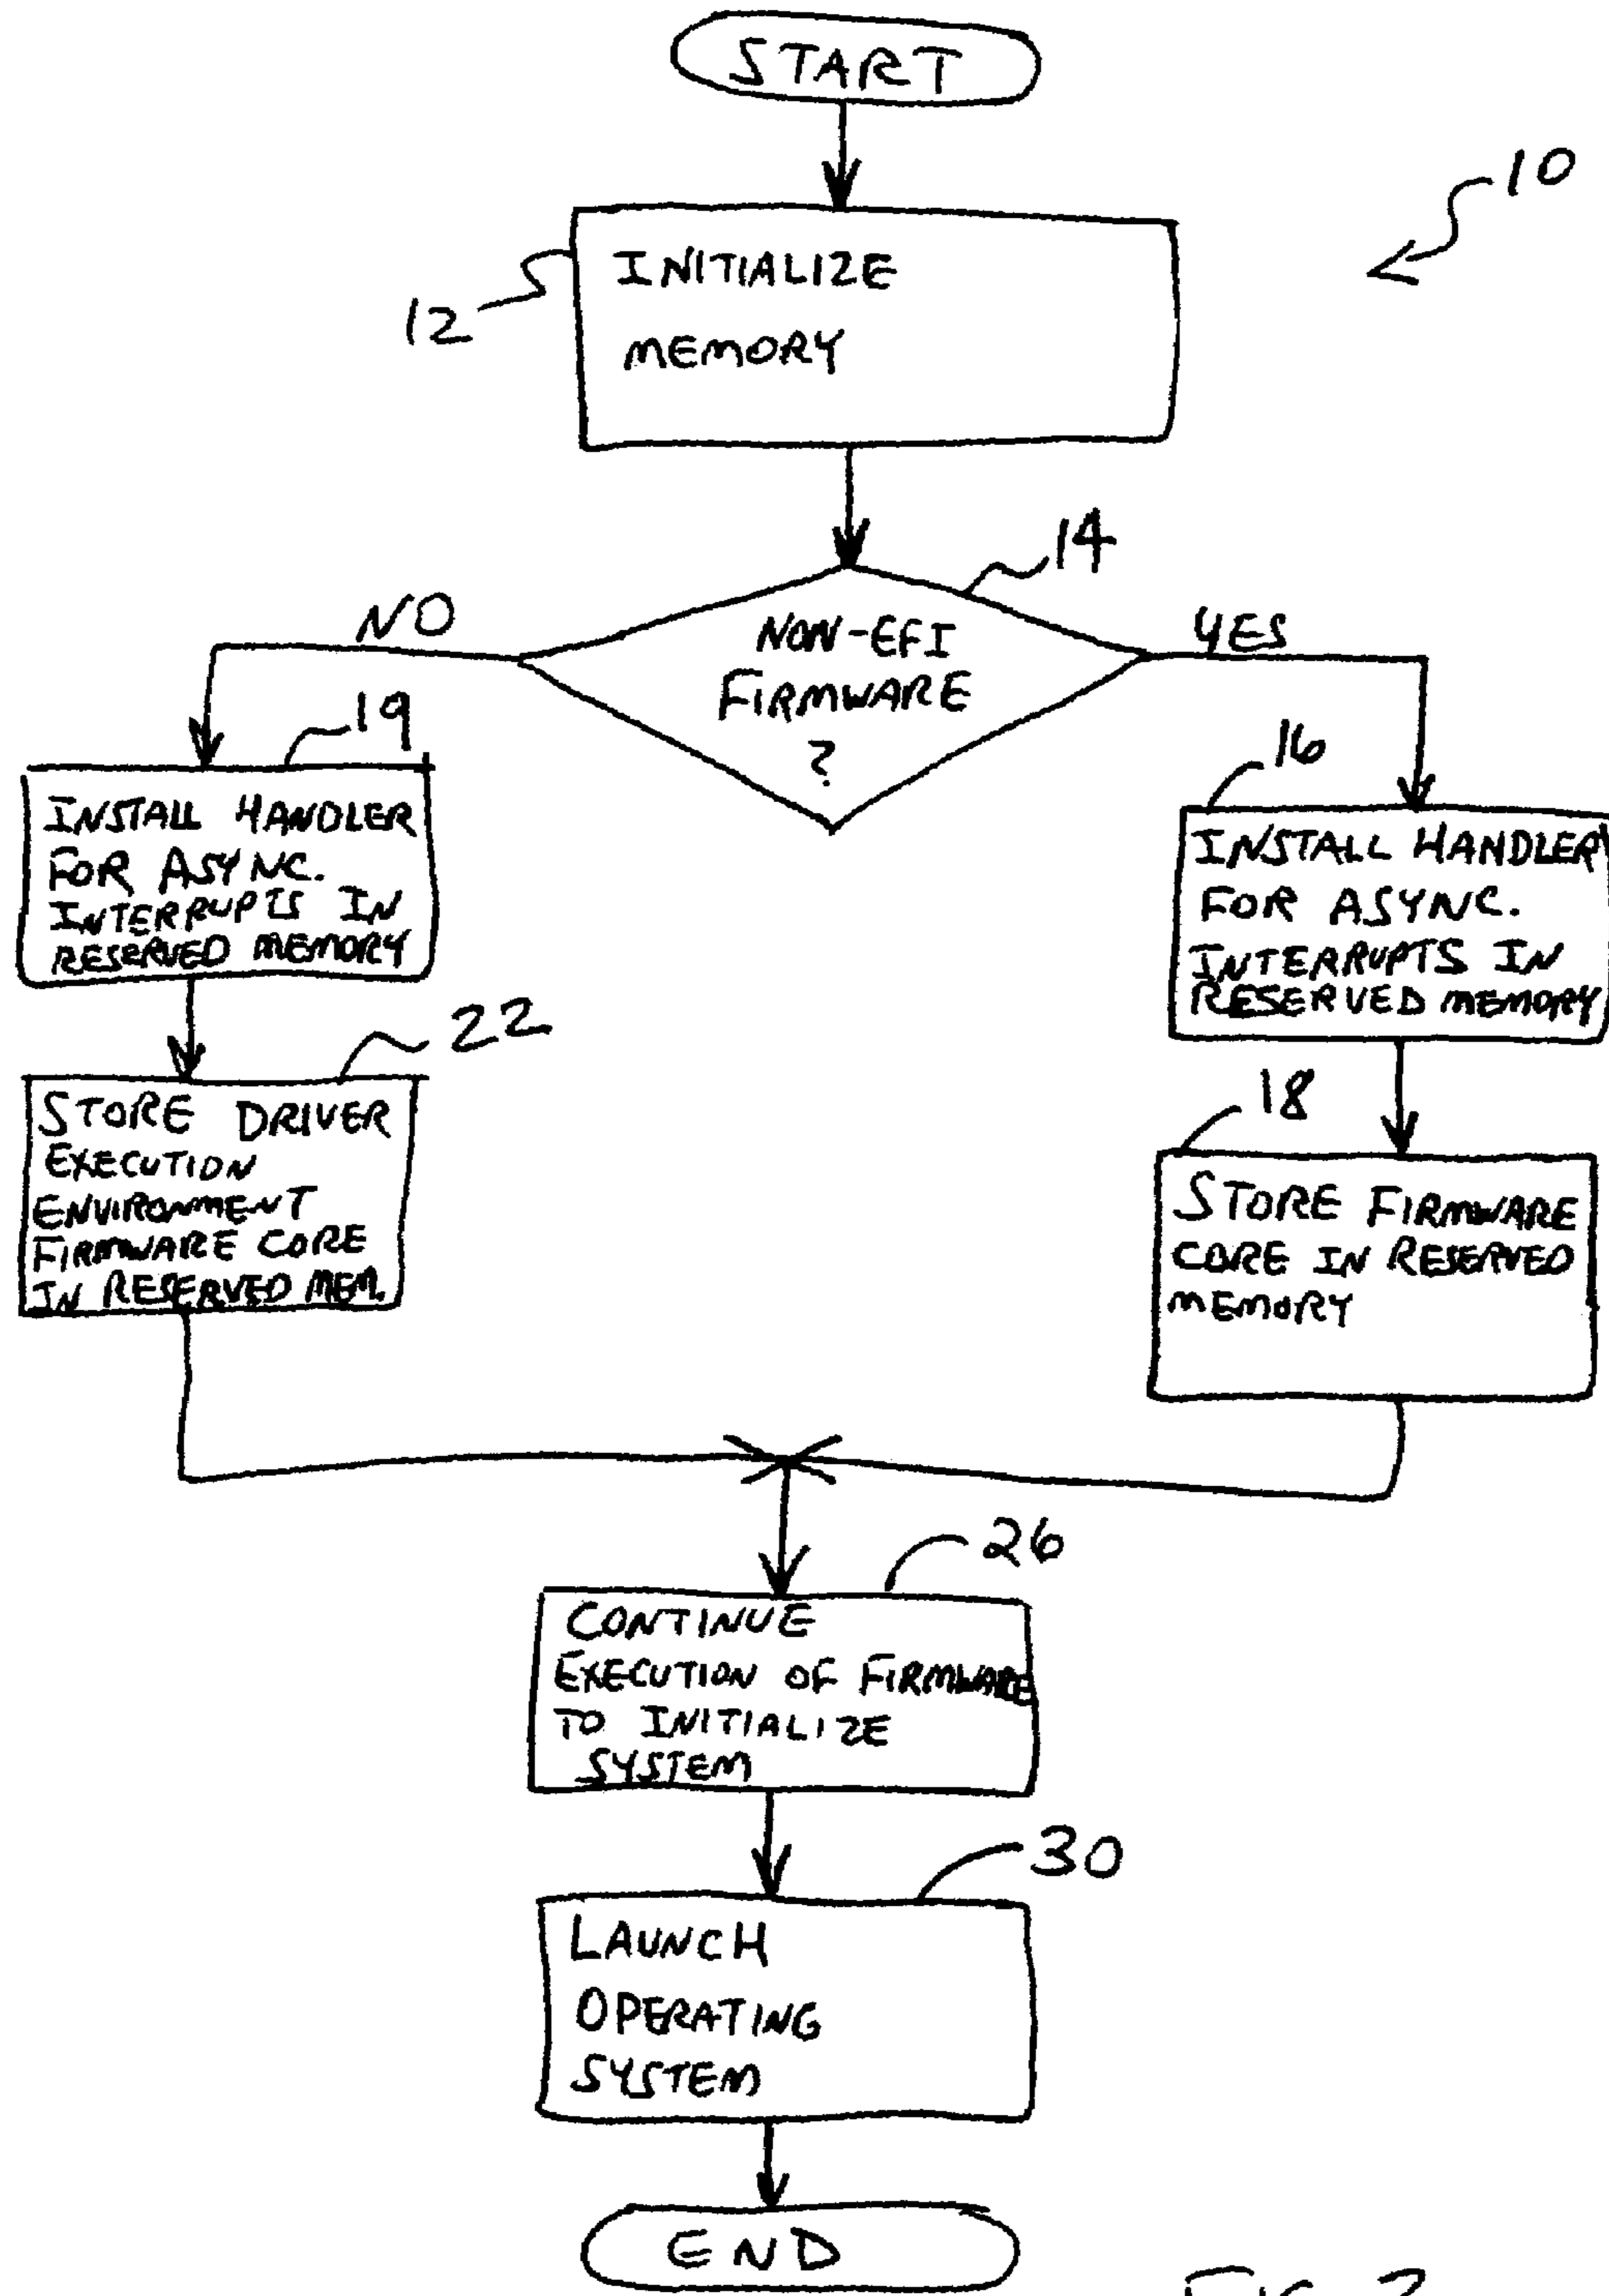 START
10
INITIALIZE
MEMORY
12
14
NON-EFI
FIRMWARE
?
NO
YES
19
INSTALL HANDLER
FOR ASYNC.
INTERRUPTS IN
RESERVED MEMORY
16
INSTALL HANDLER
FOR ASYNC.
INTERRUPTS IN
RESERVED MEMORY
22
STORE DRIVER
EXECUTION
ENVIRONMENT
FIRMWARE CORE
IN RESERVED MEM.
18
STORE FIRMWARE
CORE IN RESERVED
MEMORY
26
CONTINUE
EXECUTION OF FIRMWARE
TO INITIALIZE
SYSTEM
30
LAUNCH
OPERATING
SYSTEM
END